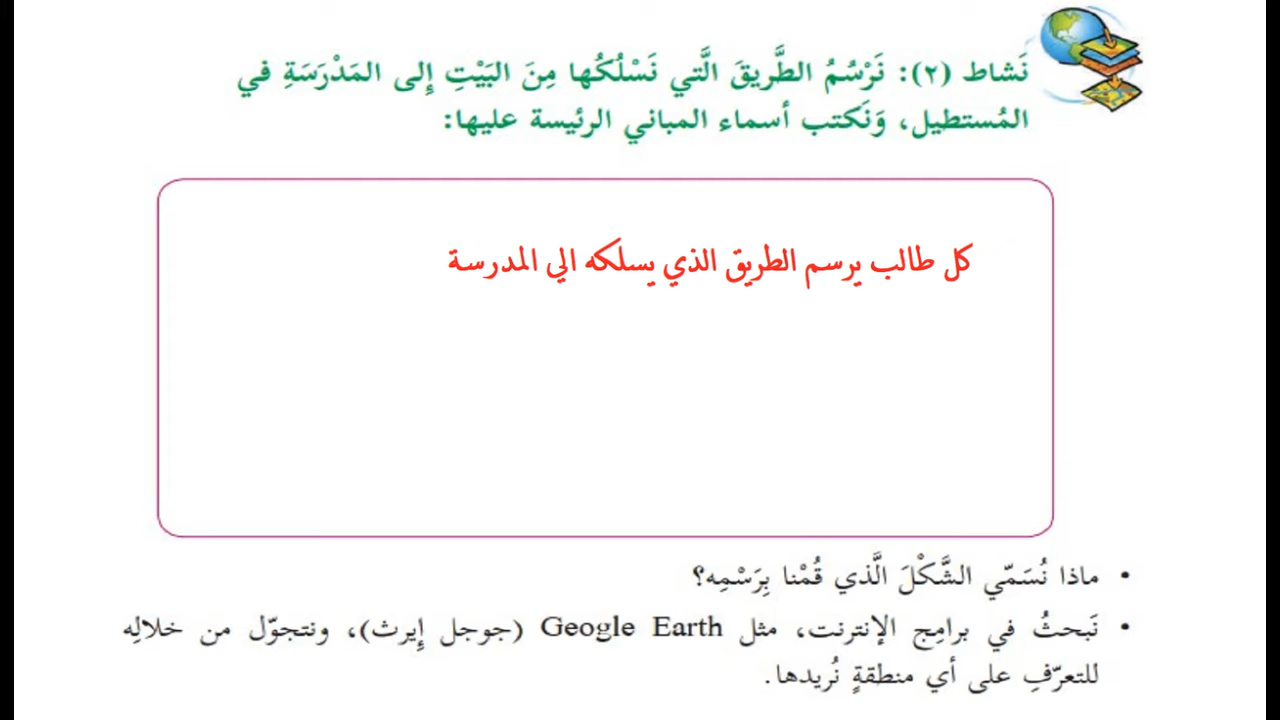 نَشاط (٢): نَرْسُمُ الطَّريقَ الَّتي نَسْلُكُها مِنَ البَيْتِ إِلى المَدْرَسَةِ في
المُستطيل، وَنَكتب أسماء المباني الرئيسة عليها:
كل طالب يرسم الطريق الذي يسلكه الي المدرسة
• ماذا نُسَمّي الشَّكْلَ الَّذي قُمْنا بِرَسْمِه؟
• نَبحثُ في برامِج الإنترنت، مثل Geogle Earth (جوجل إيرث)، ونتجوّل من خلالِه
للتعرّفِ على أي منطقةٍ نُريدها.